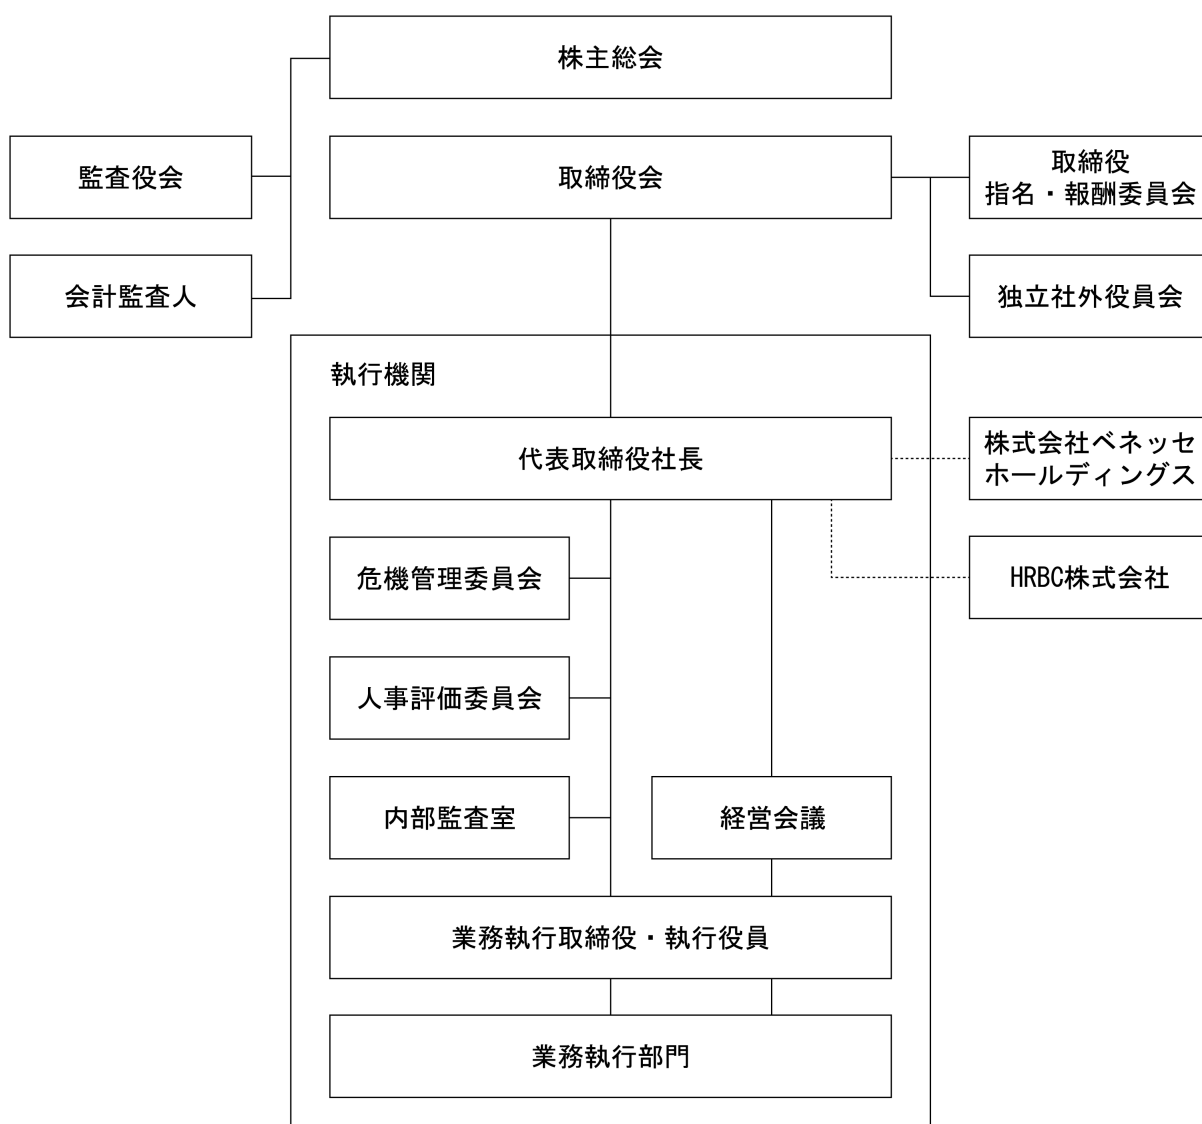 株主総会
監査役会
取締役会
取締役
指名・報酬委員会
会計監査人
独立社外役員会
執行機関
代表取締役社長
株式会社ベネッセ
ホールディングス
危機管理委員会
HRBC株式会社
人事評価委員会
内部監査室
経営会議
業務執行取締役・執行役員
業務執行部門